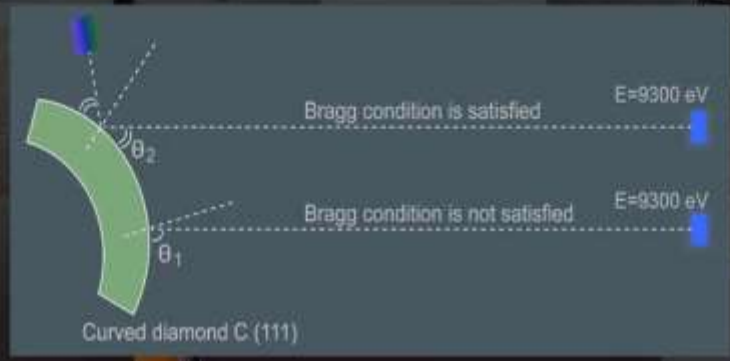 E=9300 eV
Bragg condition is satisfied
θ2
E=9300 eV
Bragg condition is not satisfied
θ1
Curved diamond C (111)